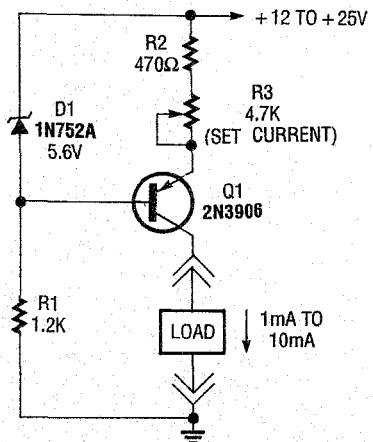 +12 TO +25V
R2
470Ω
R3
4.7K
(SET CURRENT)
D1
1N752A
5.6V
Q1
2N3906
R1
1.2K
LOAD
1mA TO
10mA